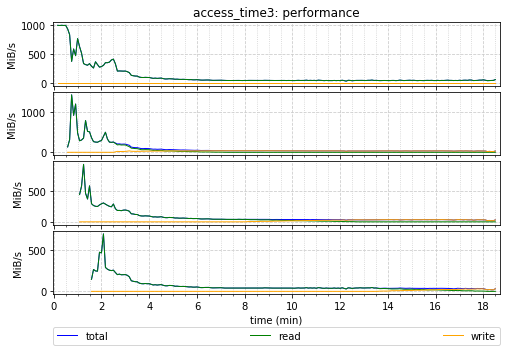 access_time3: performance
1000
500
0
MiB/s
1000
0
MiB/s
500
0
MiB/s
500
0
MiB/s
0 2 4 6 8 10 12 14 16 18
time (min)
total read write